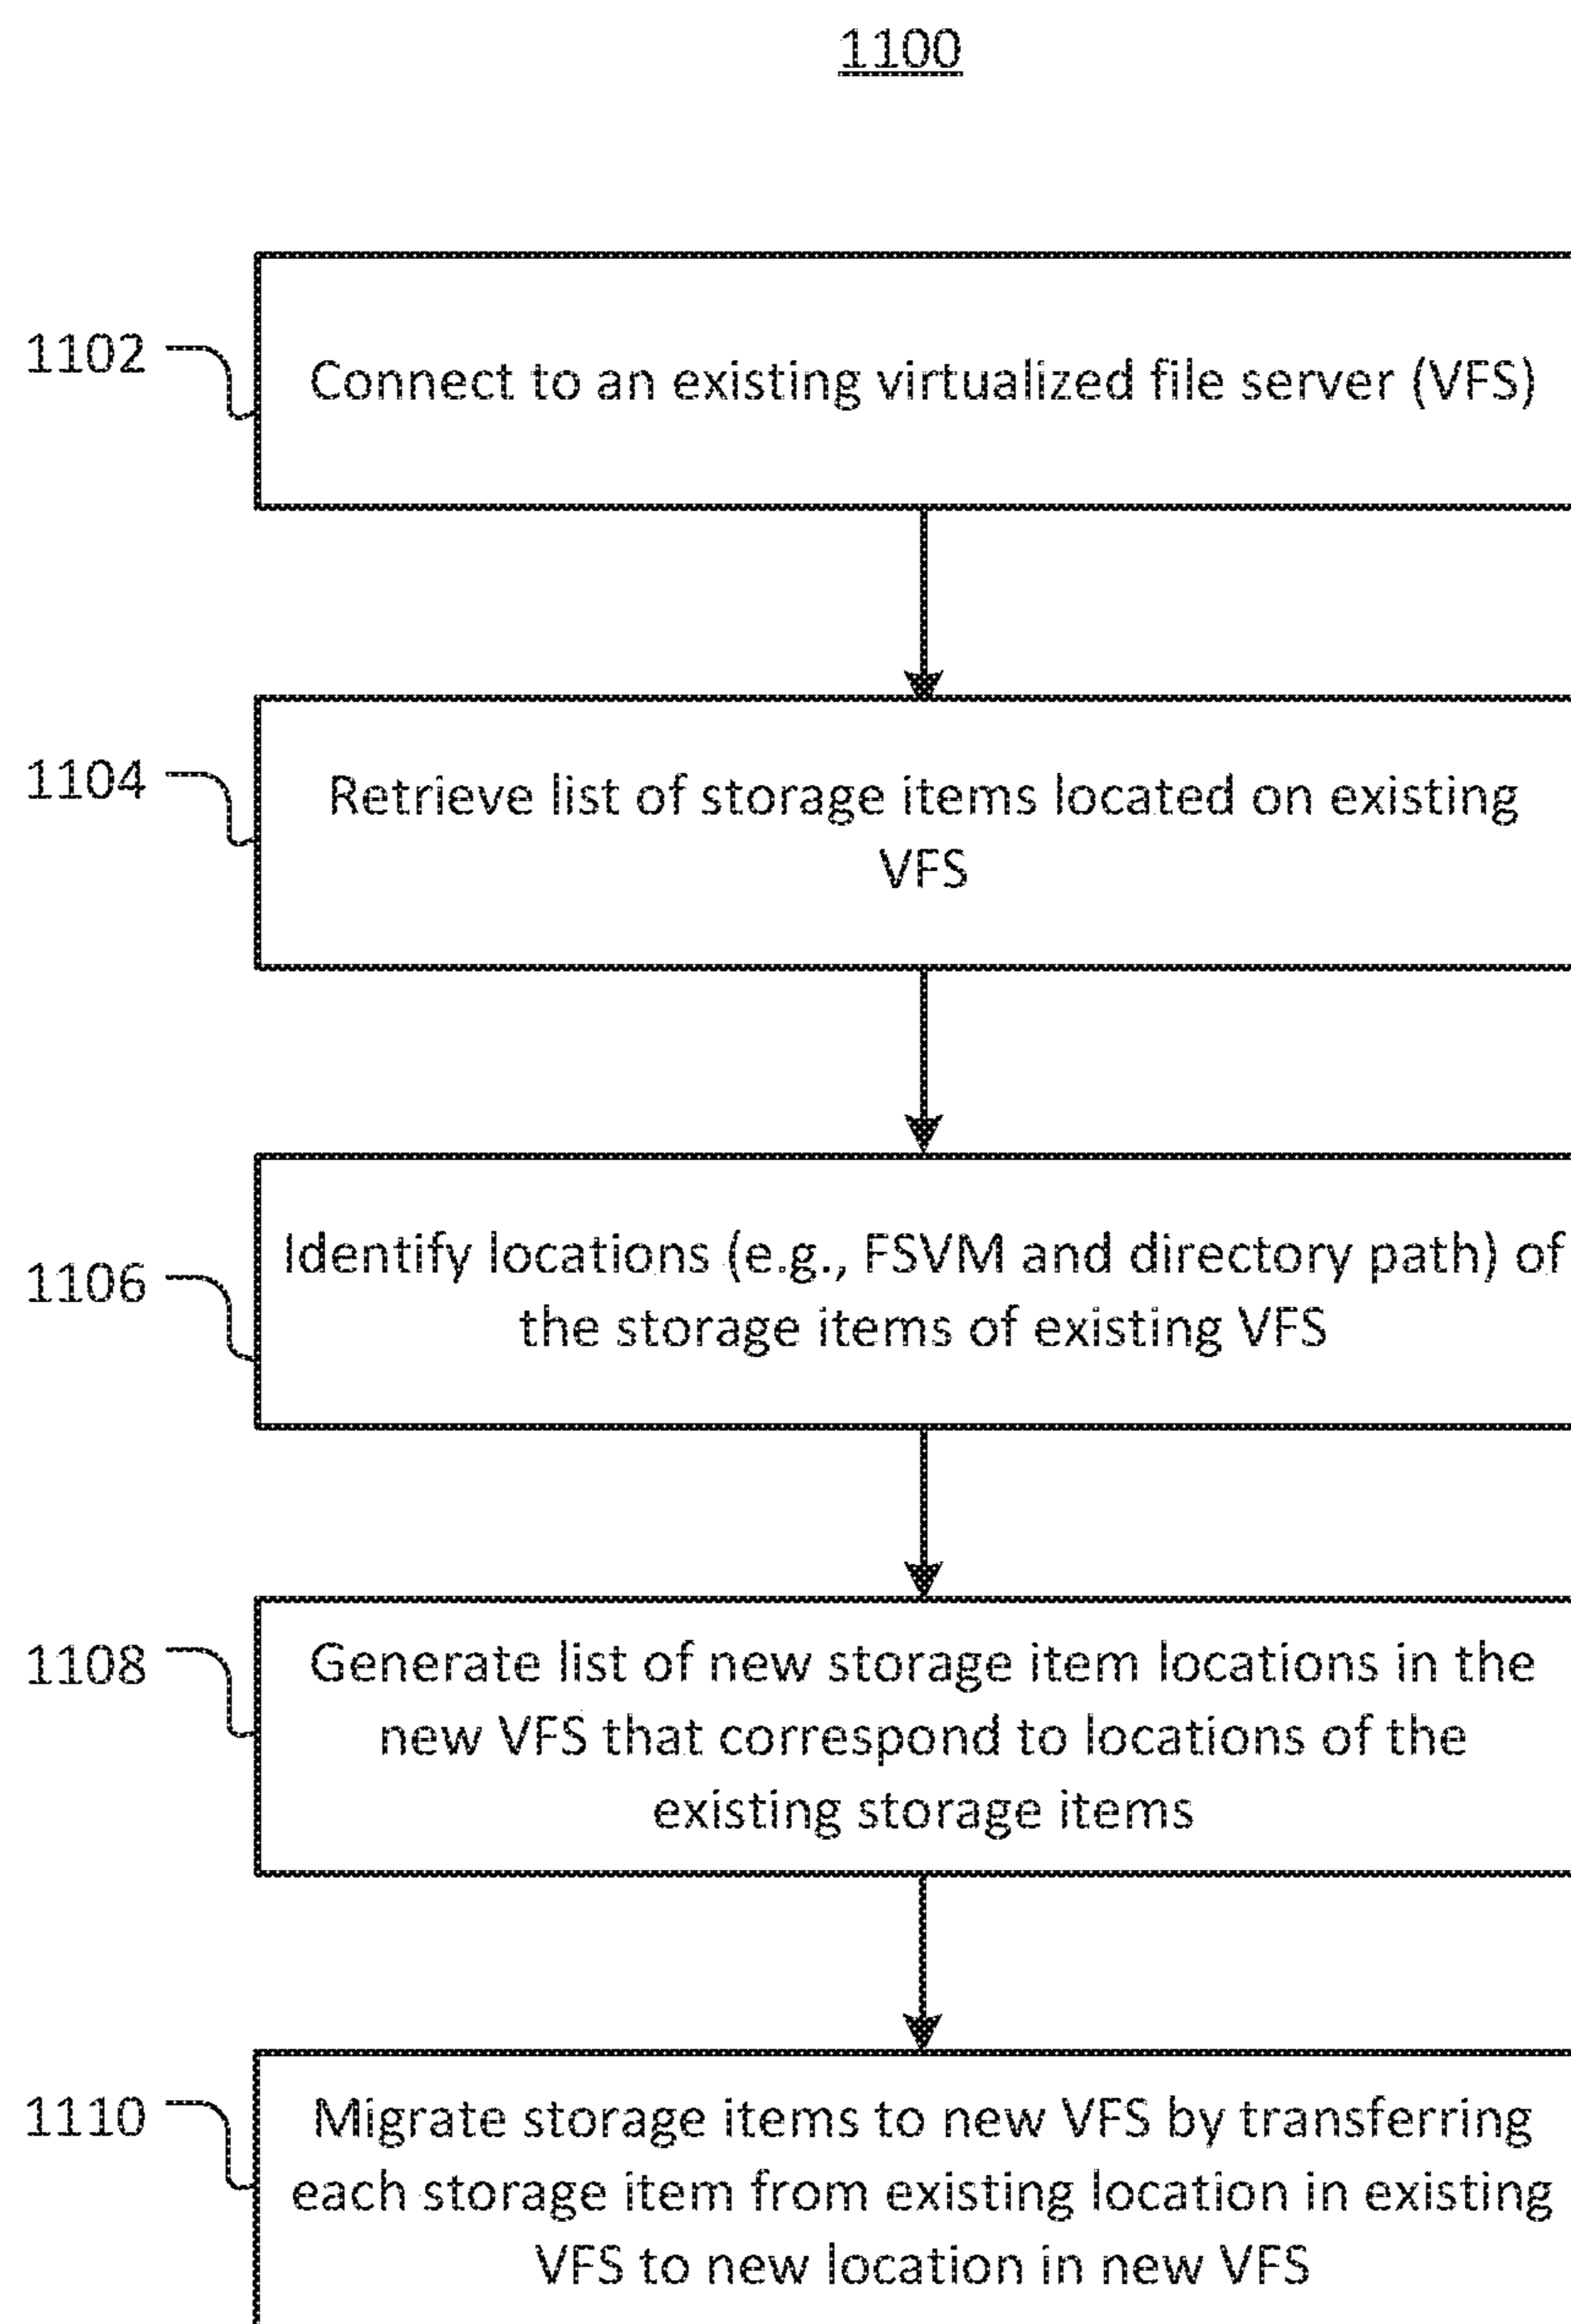 1100
1102
Connect to an existing virtualized file server (VFS)
1104
Retrieve list of storage items located on existing
VFS
1106
Identify locations (e.g., FSVM and directory path) of
the storage items of existing VFS
1108
Generate list of new storage item locations in the
new VFS that correspond to locations of the
existing storage items
1110
Migrate storage items to new VFS by transferring
each storage item from existing location in existing
VFS to new location in new VFS